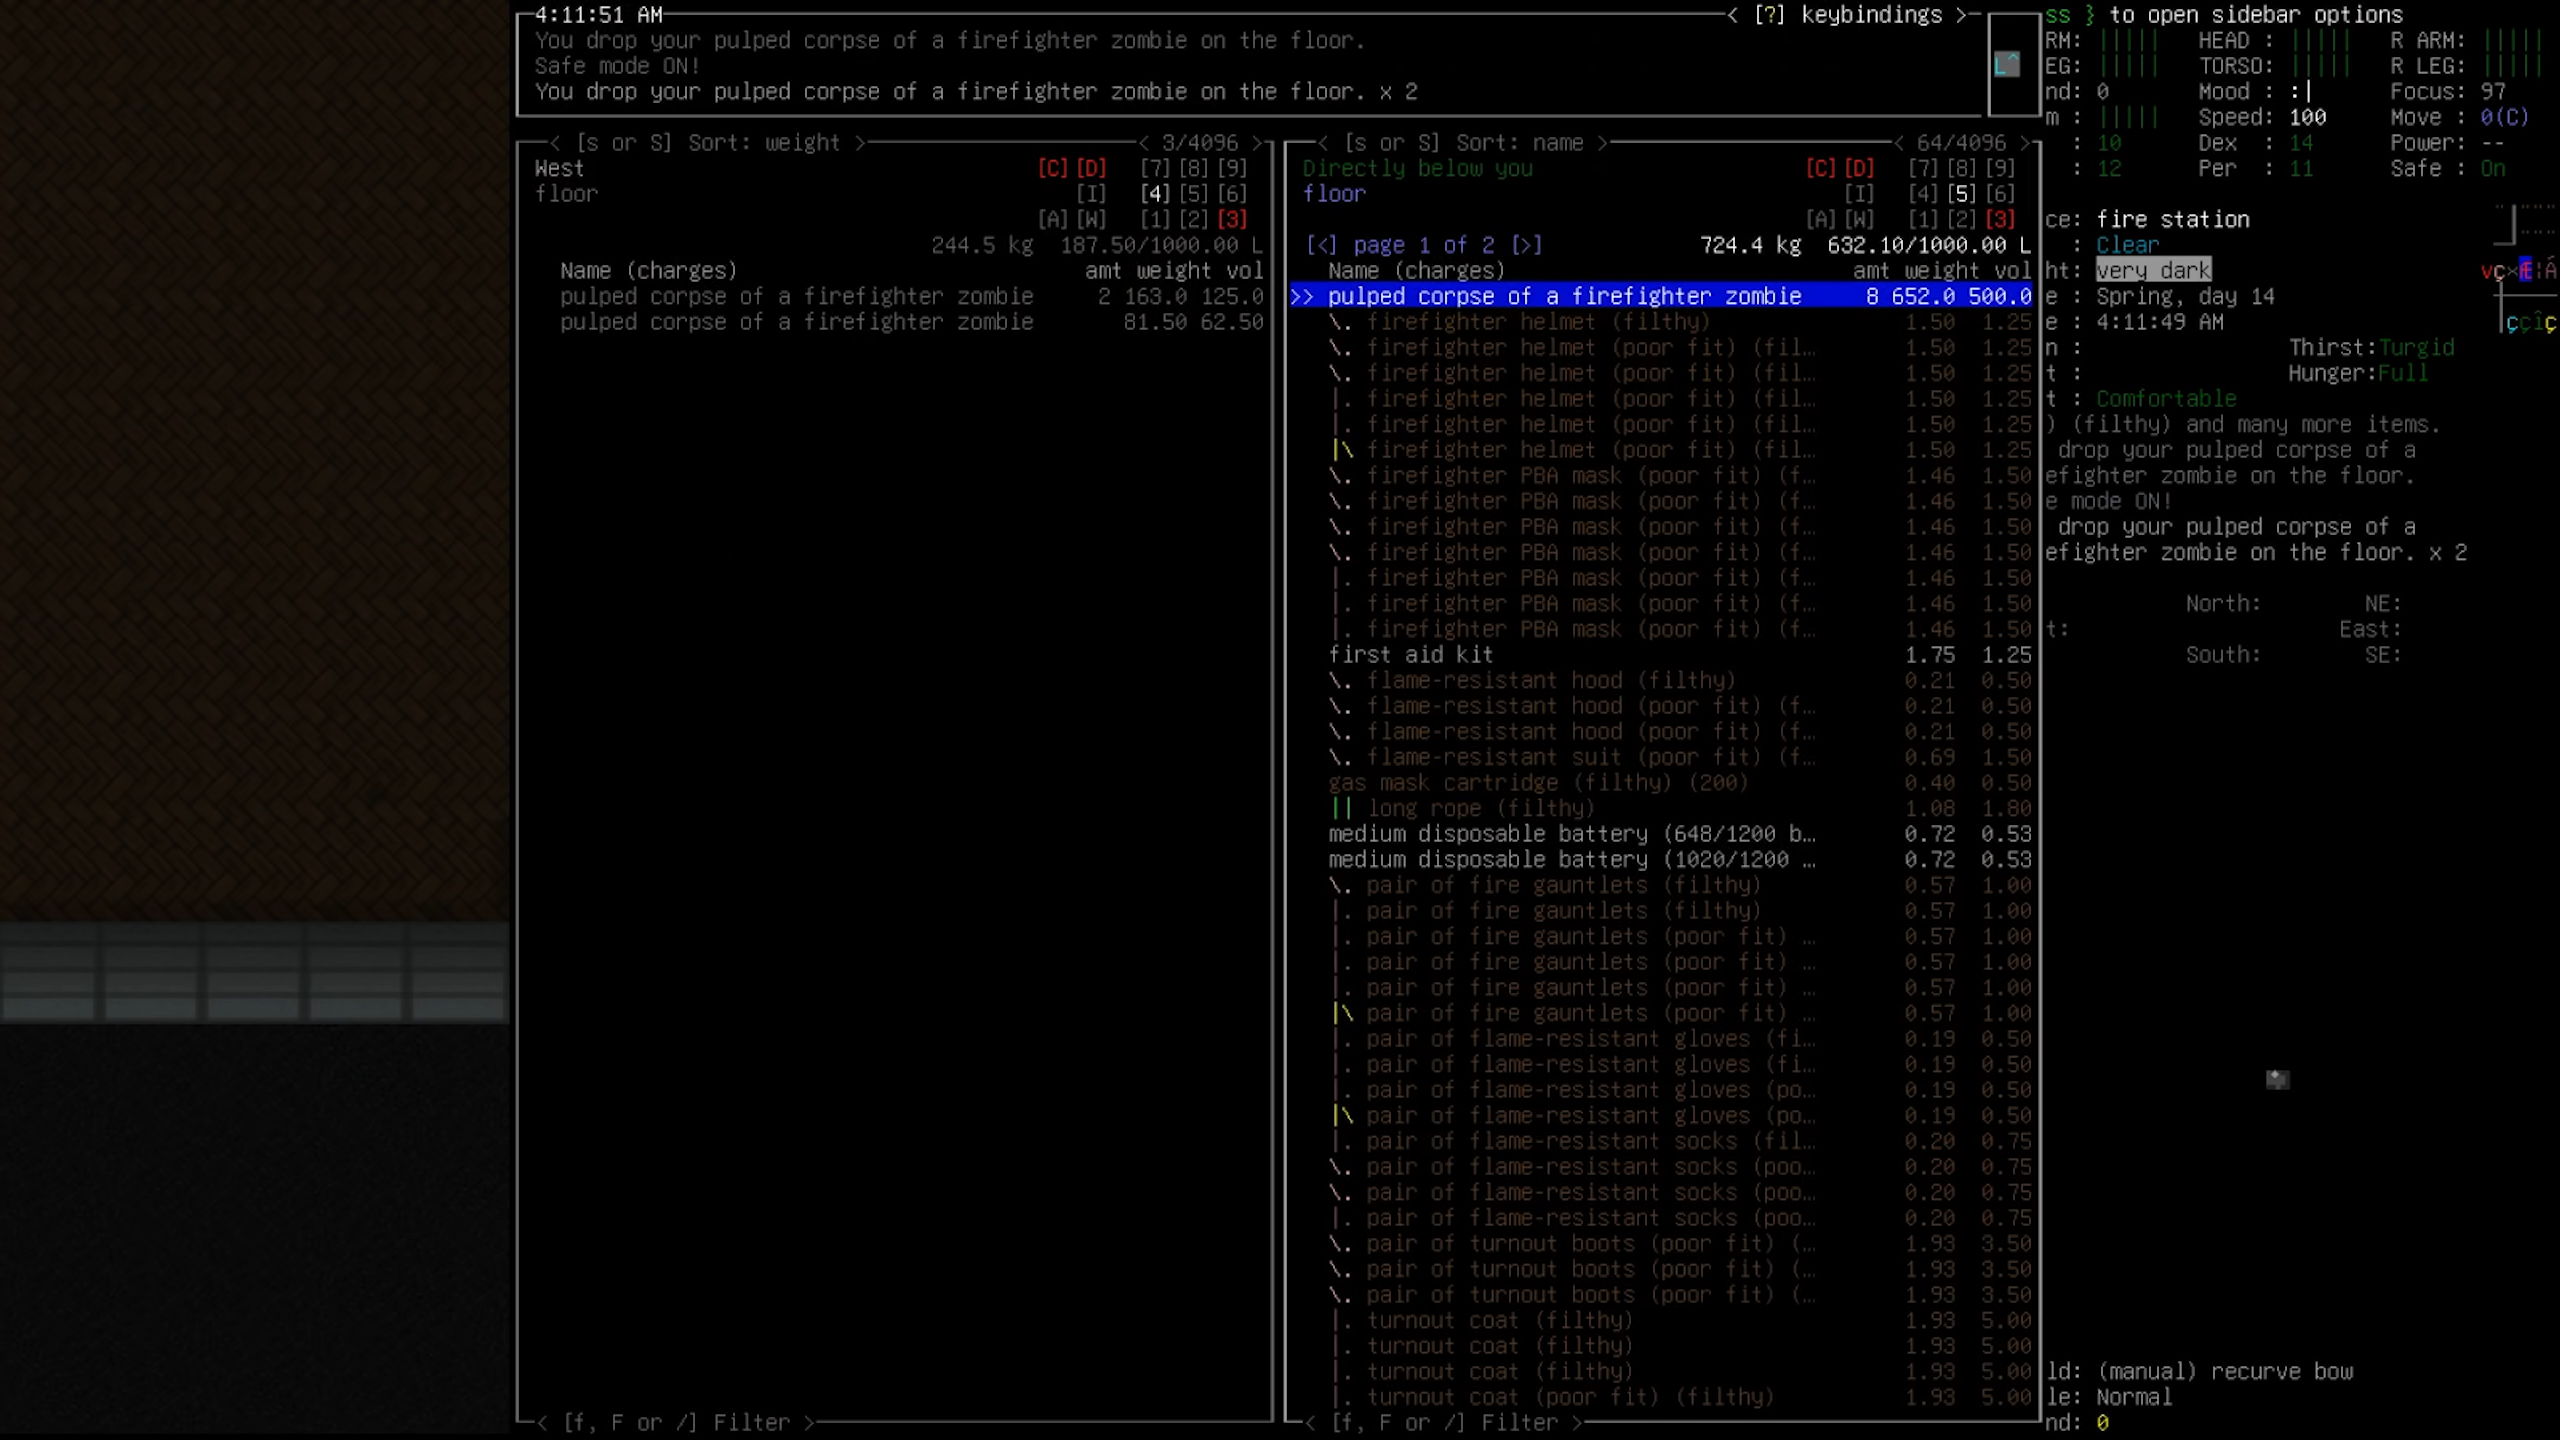 4:11:51 AM
< [?] keybindings >
You drop your pulped corpse of a firefighter zombie on the floor.
Safe mode ON!
You drop your pulped corpse of a firefighter zombie on the floor. x 2
< [s or S] Sort: weight >
< 3/4096 >
West
[C] [D] [7] [8] [9]
floor
[I] [4] [5] [6]
[A] [W] [1] [2] [3]
244.5 kg 187.50/1000.00 L
Name (charges) amt weight vol
pulped corpse of a firefighter zombie 2 163.0 125.0
pulped corpse of a firefighter zombie 81.50 62.50
< [f, F or /] Filter >
< [s or S] Sort: name >
< 64/4096 >
Directly below you
[C] [D] [7] [8] [9]
floor
[I] [4] [5] [6]
[A] [W] [1] [2] [3]
[<] page 1 of 2 [>] 724.4 kg 632.10/1000.00 L
Name (charges) amt weight vol
>> pulped corpse of a firefighter zombie 8 652.0 500.0
\. firefighter helmet (filthy) 1.50 1.25
\. firefighter helmet (poor fit) (fil… 1.50 1.25
\. firefighter helmet (poor fit) (fil… 1.50 1.25
|. firefighter helmet (poor fit) (fil… 1.50 1.25
|. firefighter helmet (poor fit) (fil… 1.50 1.25
|\ firefighter helmet (poor fit) (fil… 1.50 1.25
\. firefighter PBA mask (poor fit) (f… 1.46 1.50
\. firefighter PBA mask (poor fit) (f… 1.46 1.50
\. firefighter PBA mask (poor fit) (f… 1.46 1.50
\. firefighter PBA mask (poor fit) (f… 1.46 1.50
|. firefighter PBA mask (poor fit) (f… 1.46 1.50
|. firefighter PBA mask (poor fit) (f… 1.46 1.50
|. firefighter PBA mask (poor fit) (f… 1.46 1.50
first aid kit 1.75 1.25
\. flame-resistant hood (filthy) 0.21 0.50
\. flame-resistant hood (poor fit) (f… 0.21 0.50
\. flame-resistant hood (poor fit) (f… 0.21 0.50
\. flame-resistant suit (poor fit) (f… 0.69 1.50
gas mask cartridge (filthy) (200) 0.40 0.50
|| long rope (filthy) 1.08 1.80
medium disposable battery (648/1200 b… 0.72 0.53
medium disposable battery (1020/1200 … 0.72 0.53
\. pair of fire gauntlets (filthy) 0.57 1.00
|. pair of fire gauntlets (filthy) 0.57 1.00
|. pair of fire gauntlets (poor fit) … 0.57 1.00
|. pair of fire gauntlets (poor fit) … 0.57 1.00
|. pair of fire gauntlets (poor fit) … 0.57 1.00
|\ pair of fire gauntlets (poor fit) … 0.57 1.00
|. pair of flame-resistant gloves (fi… 0.19 0.50
|. pair of flame-resistant gloves (fi… 0.19 0.50
|. pair of flame-resistant gloves (po… 0.19 0.50
|\ pair of flame-resistant gloves (po… 0.19 0.50
|. pair of flame-resistant socks (fil… 0.20 0.75
\. pair of flame-resistant socks (poo… 0.20 0.75
\. pair of flame-resistant socks (poo… 0.20 0.75
|. pair of flame-resistant socks (poo… 0.20 0.75
\. pair of turnout boots (poor fit) (… 1.93 3.50
\. pair of turnout boots (poor fit) (… 1.93 3.50
\. pair of turnout boots (poor fit) (… 1.93 3.50
|. turnout coat (filthy) 1.93 5.00
|. turnout coat (filthy) 1.93 5.00
|. turnout coat (filthy) 1.93 5.00
|. turnout coat (poor fit) (filthy) 1.93 5.00
< [f, F or /] Filter >
ss } to open sidebar options
RM: ||||| HEAD : ||||| R ARM: |||||
EG: ||||| TORSO: ||||| R LEG: |||||
nd: 0 Mood : :| Focus: 97
m : ||||| Speed: 100 Move : 0(C)
: 10 Dex : 14 Power: --
: 12 Per : 11 Safe : On
ce: fire station
: Clear
ht: very dark
e : Spring, day 14
e : 4:11:49 AM
n : Thirst:Turgid
t : Hunger:Full
t : Comfortable
) (filthy) and many more items.
drop your pulped corpse of a
efighter zombie on the floor.
e mode ON!
drop your pulped corpse of a
efighter zombie on the floor. x 2
North: NE:
t: East:
South: SE:
ld: (manual) recurve bow
le: Normal
nd: 0